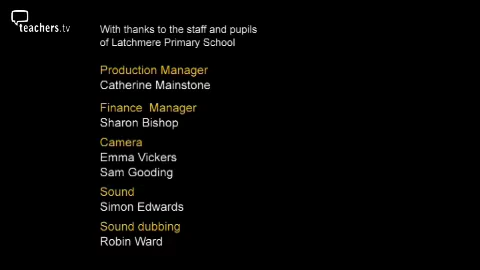 teachers.tv
With thanks to the staff and pupils
of Latchmere Primary School
Production Manager
Catherine Mainstone
Finance Manager
Sharon Bishop
Camera
Emma Vickers
Sam Gooding
Sound
Simon Edwards
Sound dubbing
Robin Ward